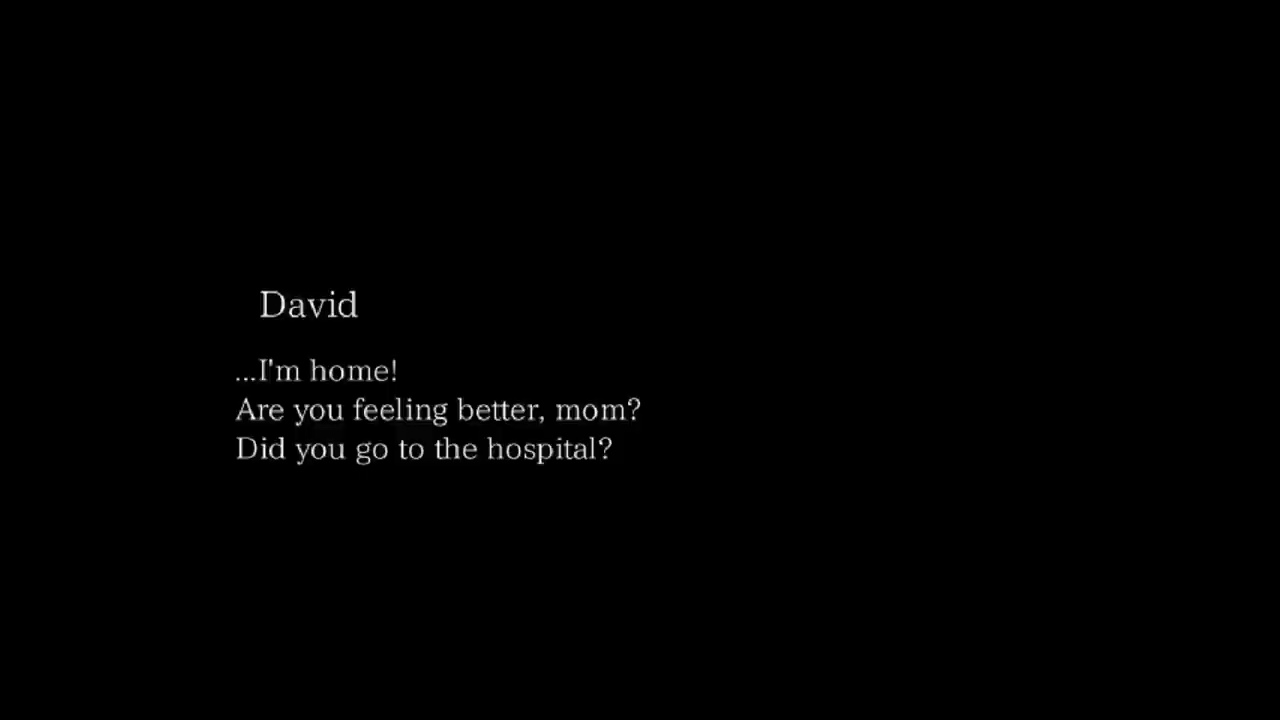 David
...I'm home!
Are you feeling better, mom?
Did you go to the hospital?